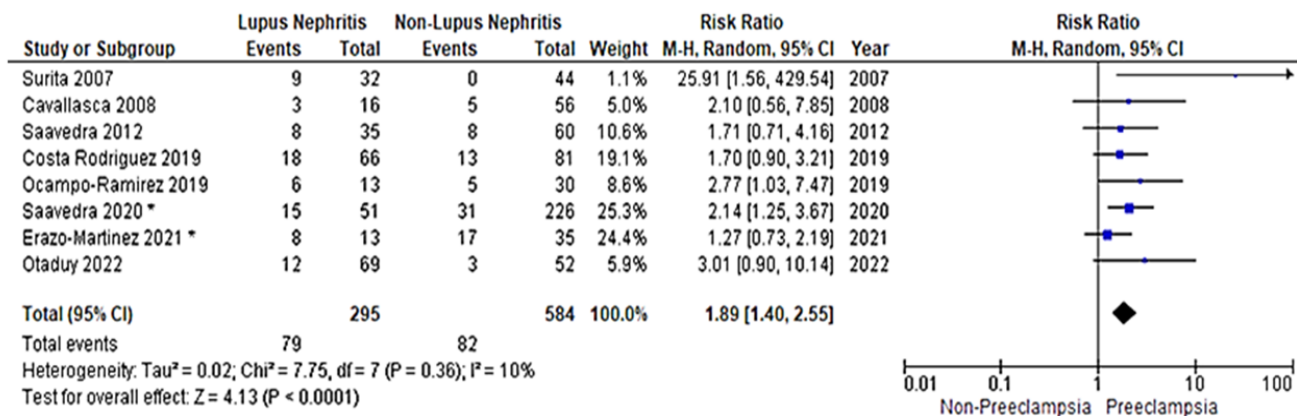 Lupus Nephritis Non-Lupus Nephritis Risk Ratio Risk Ratio
Study or Subgroup Events Total Events Total Weight M-H, Random, 95% CI Year M-H, Random, 95% CI
Surita 2007 9 32 0 44 1.1% 25.91 [1.56, 429.54] 2007
Cavallasca 2008 3 16 5 56 5.0% 2.10 [0.56, 7.85] 2008
Saavedra 2012 8 35 8 60 10.6% 1.71 [0.71, 4.16] 2012
Costa Rodriguez 2019 18 66 13 81 19.1% 1.70 [0.90, 3.21] 2019
Ocampo-Ramirez 2019 6 13 5 30 8.6% 2.77 [1.03, 7.47] 2019
Saavedra 2020 * 15 51 31 226 25.3% 2.14 [1.25, 3.67] 2020
Erazo-Martinez 2021 * 8 13 17 35 24.4% 1.27 [0.73, 2.19] 2021
Otaduy 2022 12 69 3 52 5.9% 3.01 [0.90, 10.14] 2022
Total (95% CI) 295 584 100.0% 1.89 [1.40, 2.55]
Total events 79 82
Heterogeneity: Tau² = 0.02; Chi² = 7.75, df = 7 (P = 0.36); I² = 10%
Test for overall effect: Z = 4.13 (P < 0.0001)
0.01 0.1 1 10 100
Non-Preeclampsia Preeclampsia